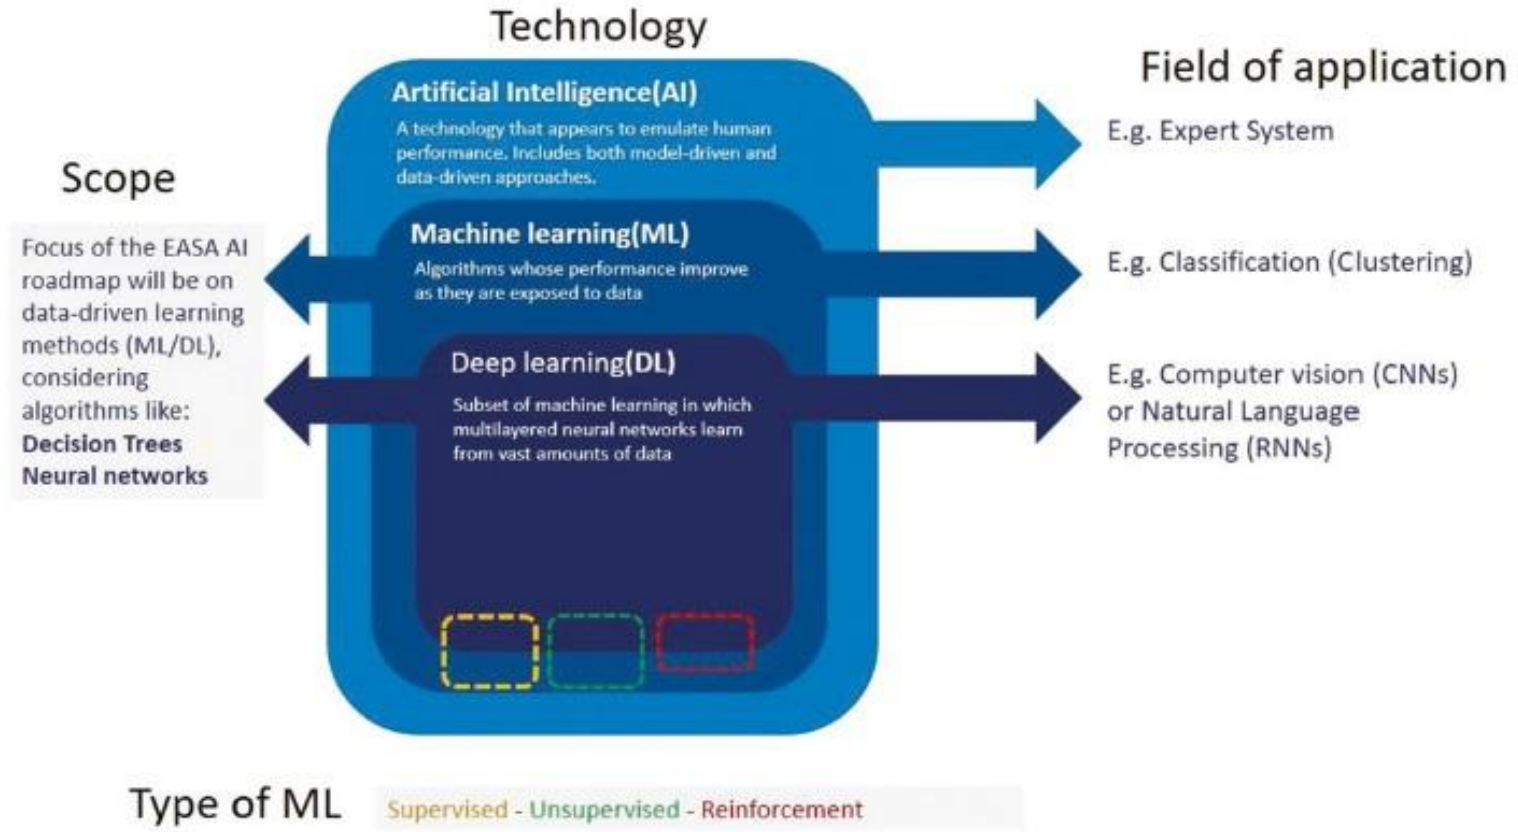 Technology
Field of application
Artificial Intelligence(AI)
A technology that appears to emulate human
performance. Includes both model-driven and
data-driven approaches.
E.g. Expert System
Scope
Focus of the EASA AI
roadmap will be on
data-driven learning
methods (ML/DL),
considering
algorithms like:
Decision Trees
Neural networks
Machine learning(ML)
Algorithms whose performance improve
as they are exposed to data
E.g. Classification (Clustering)
Deep learning(DL)
Subset of machine learning in which
multilayered neural networks learn
from vast amounts of data
E.g. Computer vision (CNNs)
or Natural Language
Processing (RNNs)
Type of ML
Supervised - Unsupervised - Reinforcement